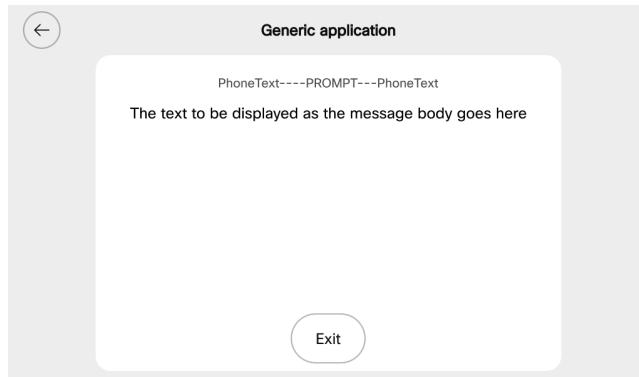 Generic application
PhoneText----PROMPT---PhoneText
The text to be displayed as the message body goes here
Exit